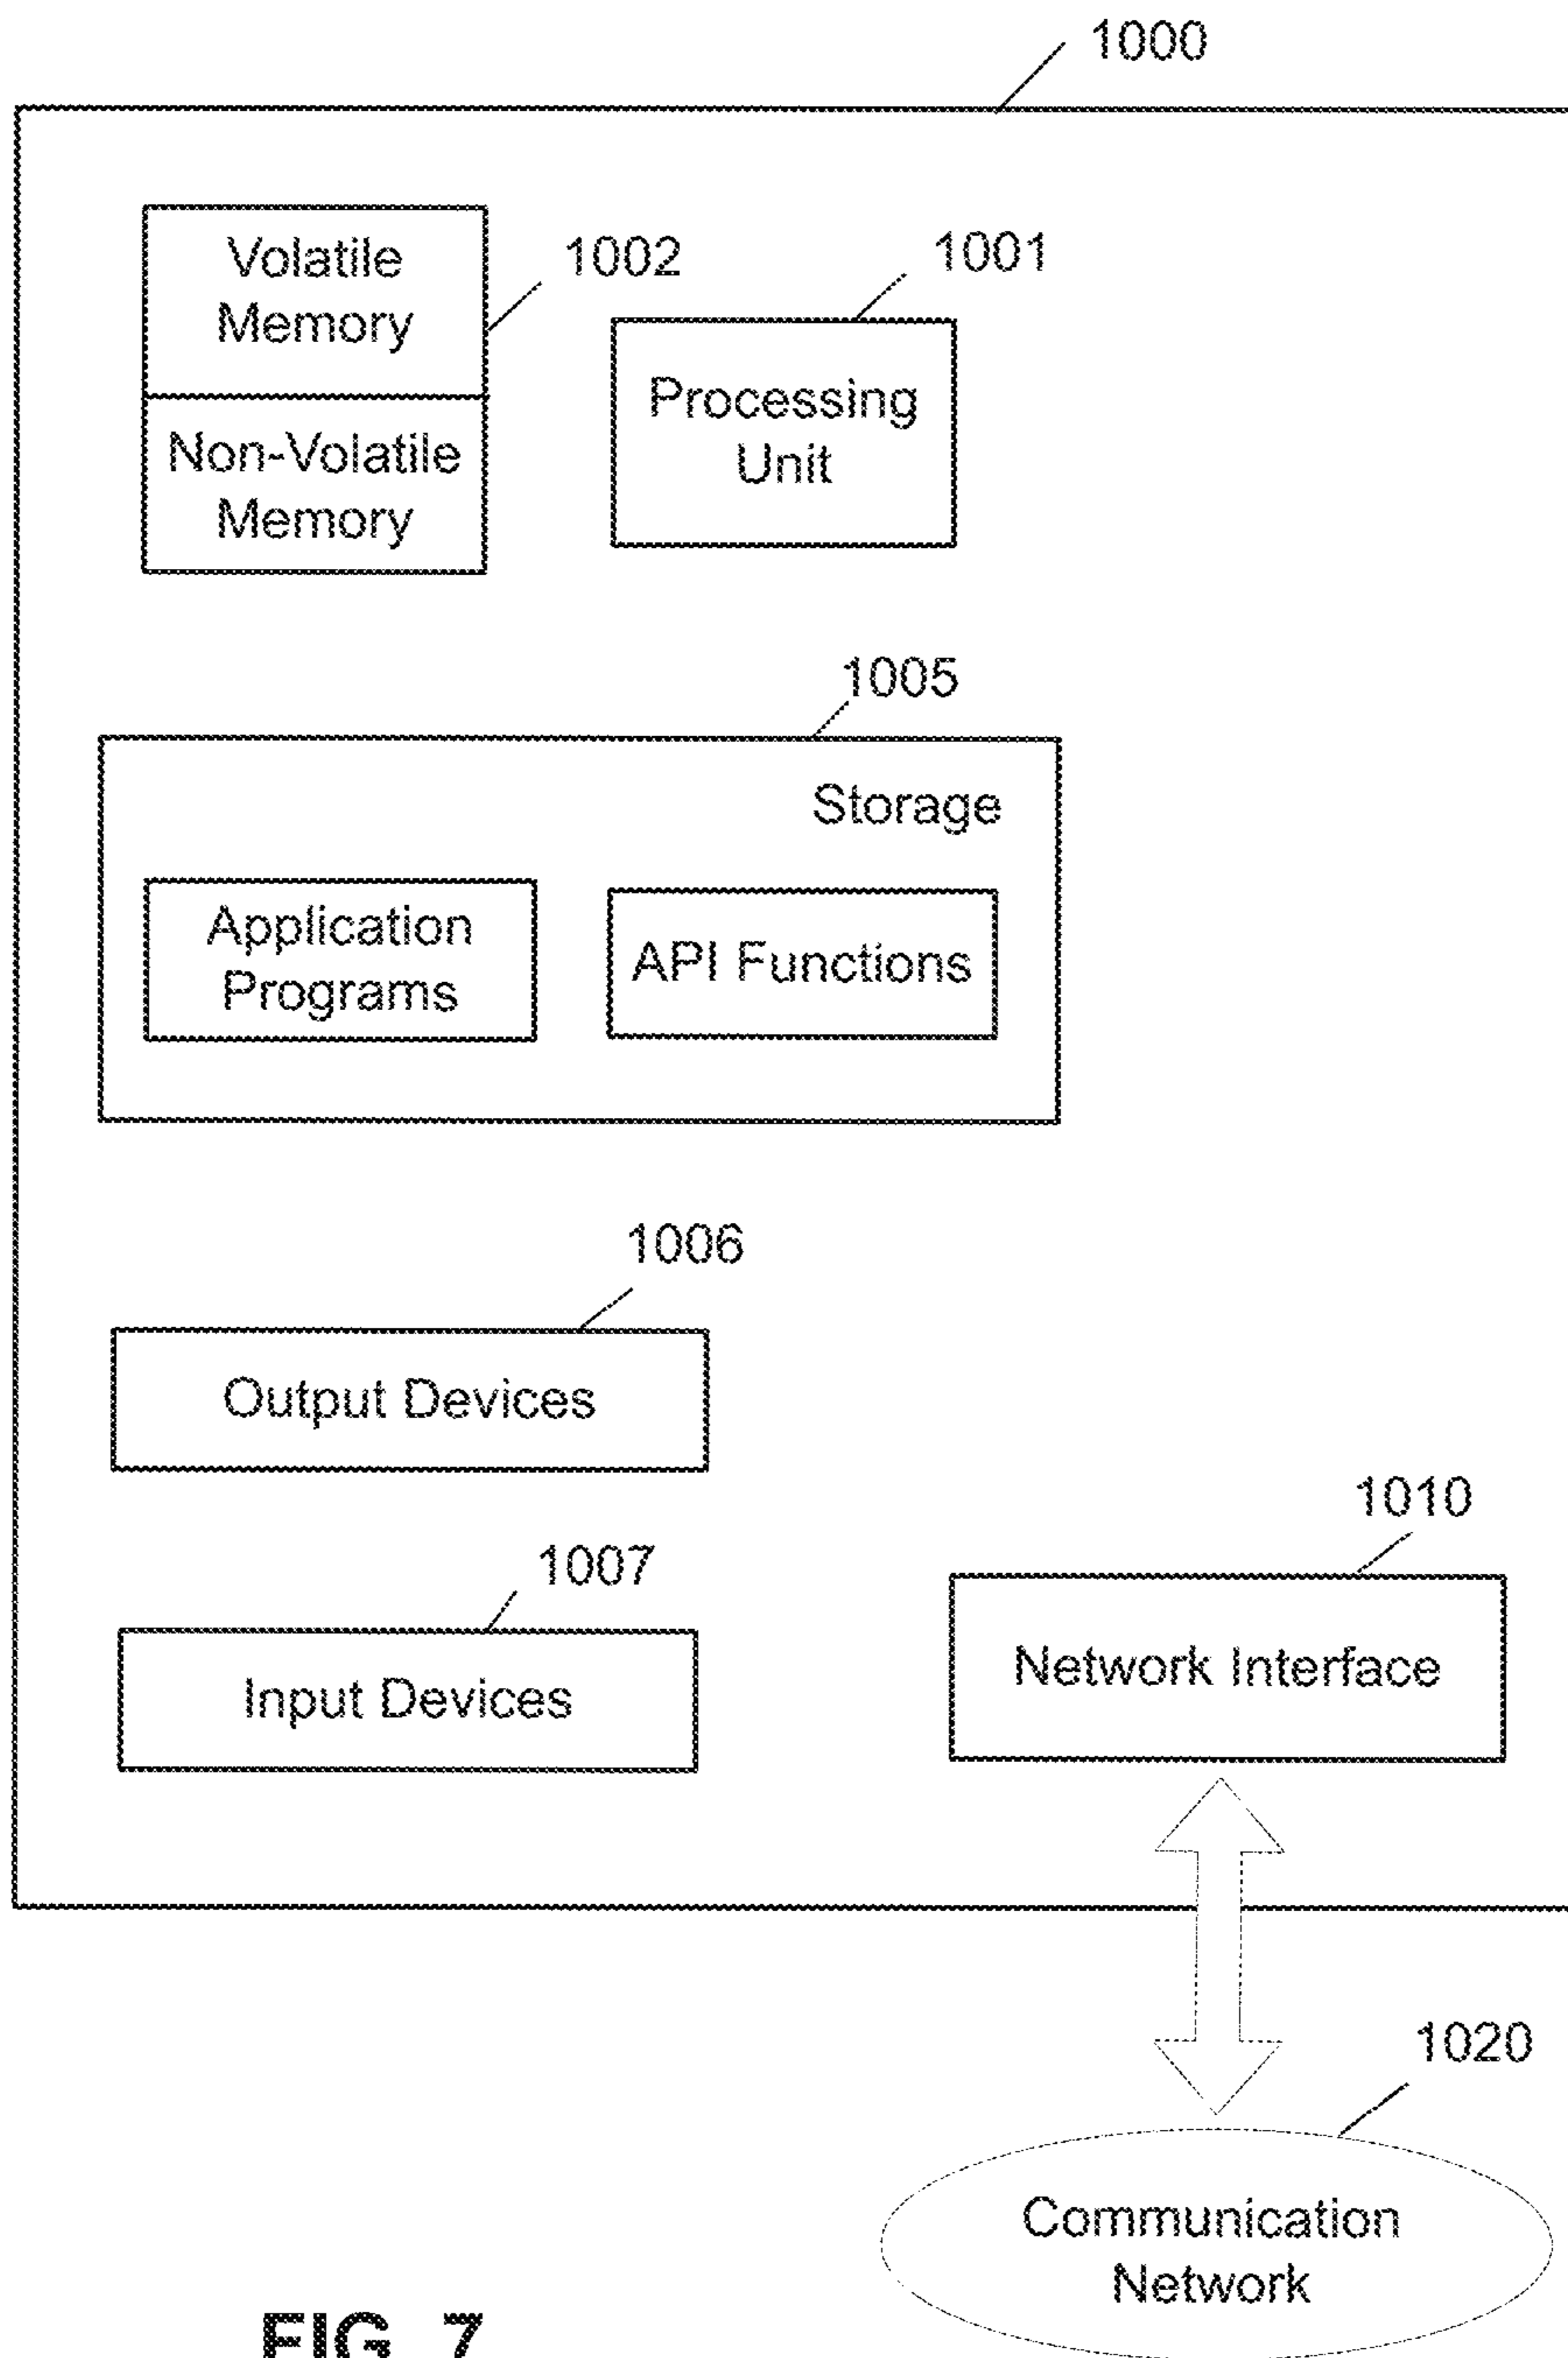 1000
Volatile
Memory
1002
1001
Processing
Unit
Non-Volatile
Memory
1005
Storage
Application
Programs
API Functions
1006
Output Devices
1010
1007
Network Interface
Input Devices
1020
Communication
Network
FIG. 7